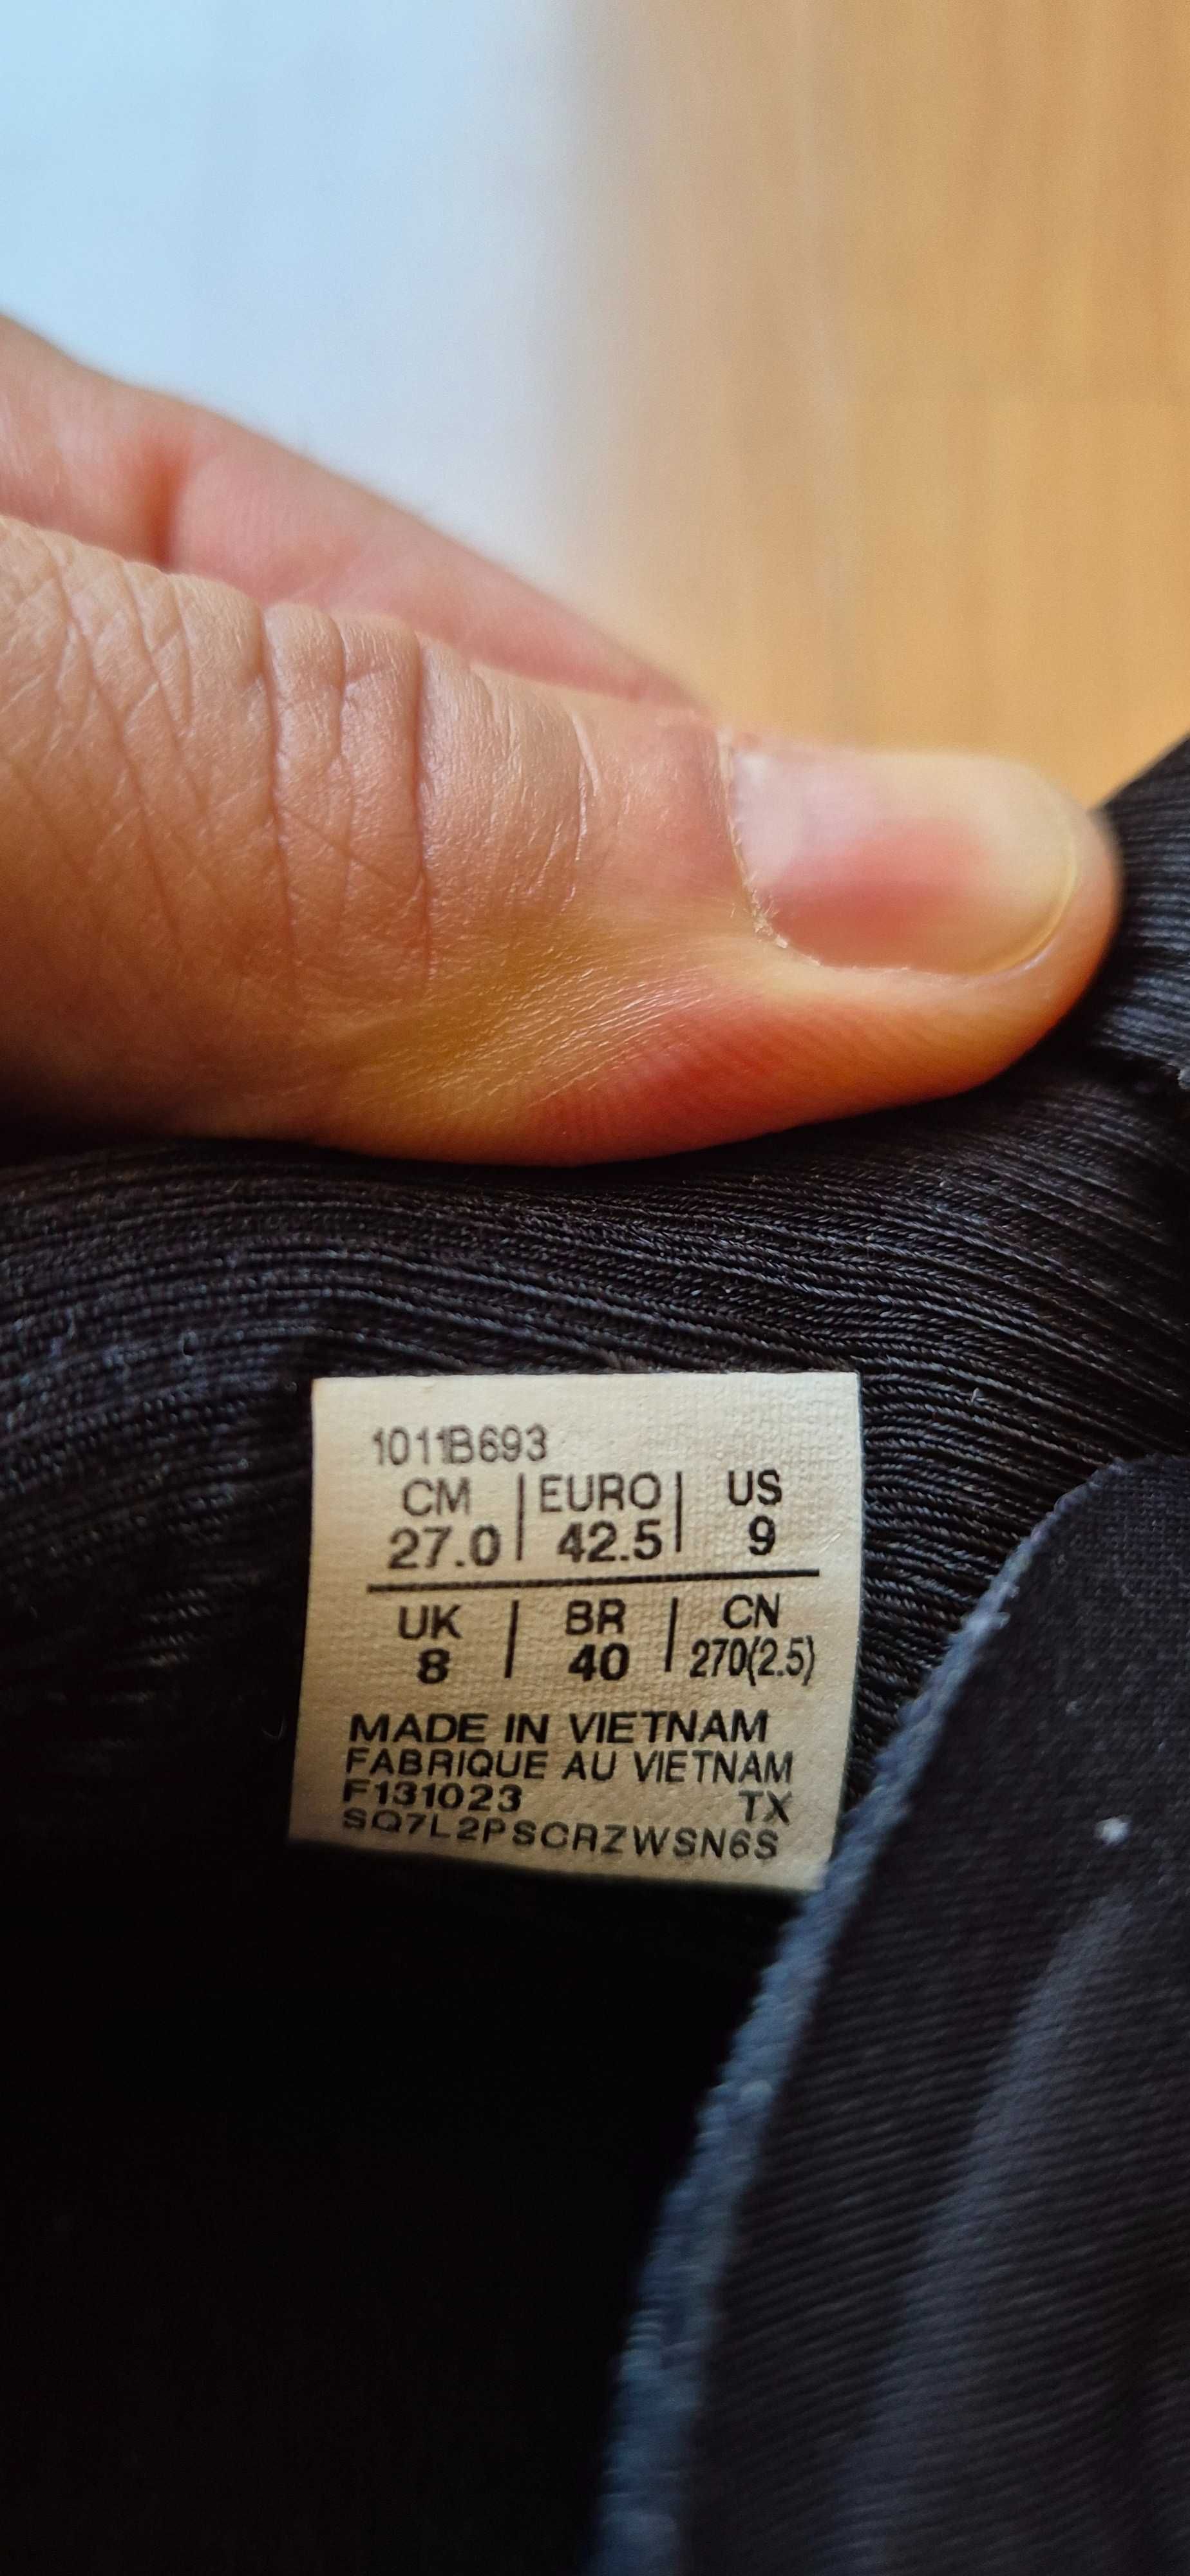 1011B693
CM | EURO | US
27.0 | 42.5 | 9
UK | BR | CN
8 | 40 | 270(2.5)
MADE IN VIETNAM
FABRIQUE AU VIETNAM
F131023 TX
SQ7L2PSCRZWSN6S